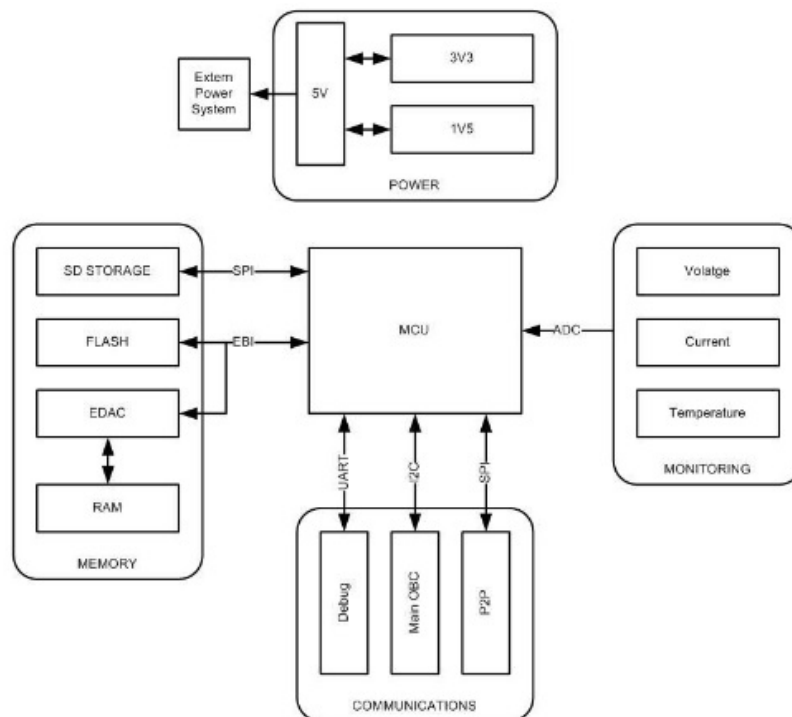 Extern
Power
System
5V
3V3
1V5
POWER
SD STORAGE
FLASH
EDAC
RAM
MEMORY
SPI
EBI
MCU
ADC
Volatge
Current
Temperature
MONITORING
UART
I2C
SPI
Debug
Main OBC
P2P
COMMUNICATIONS